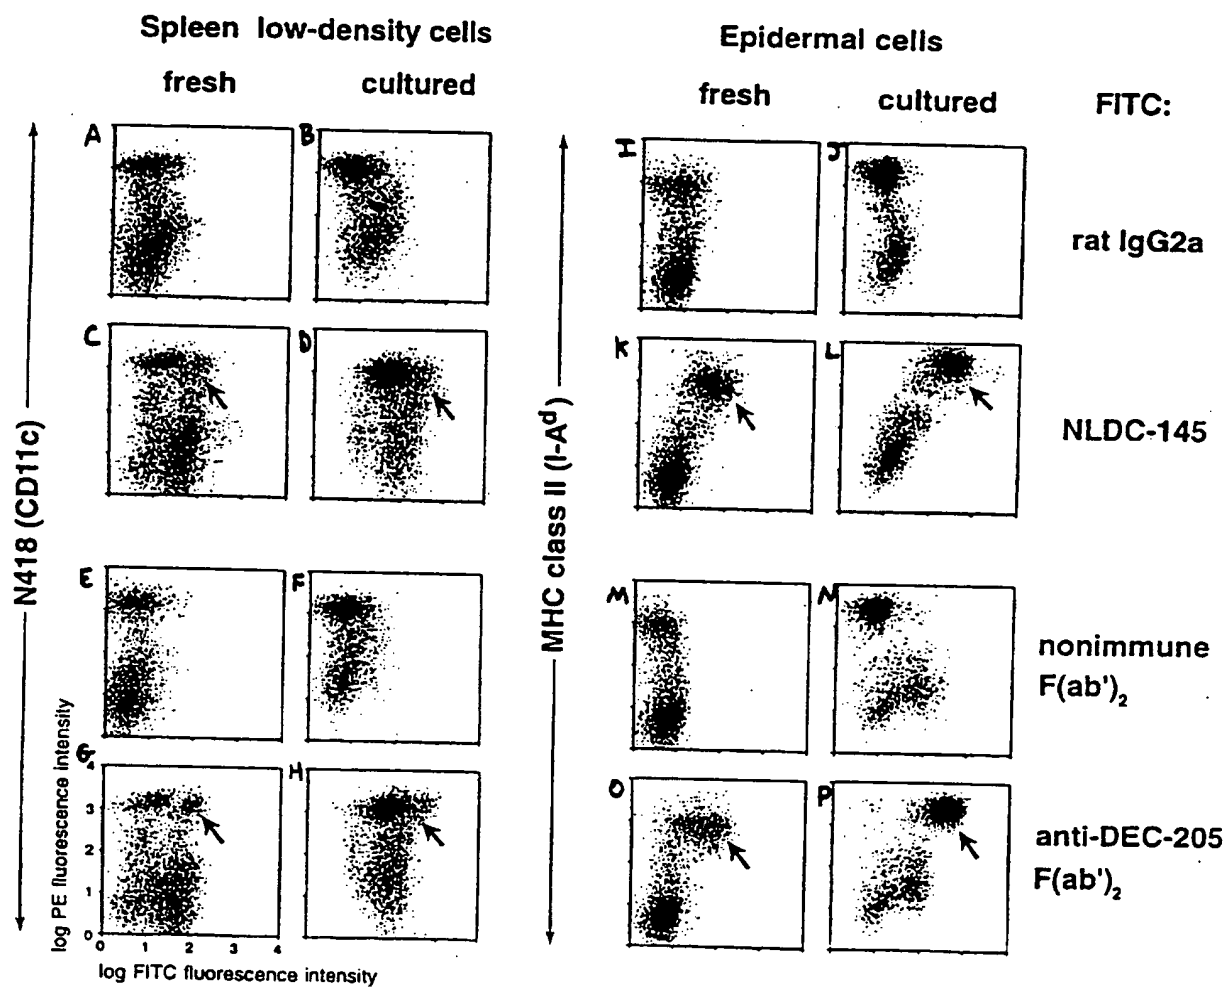 Spleen low-density cells
Epidermal cells
fresh
cultured
fresh
cultured
FITC:
A
B
I
J
rat IgG2a
C
D
K
L
NLDC-145
N418 (CD11c)
MHC class II (I-Aᵈ)
E
F
M
N
nonimmune
F(ab')₂
G
H
O
P
anti-DEC-205
F(ab')₂
log PE fluorescence intensity
4
3
2
1
0
0 1 2 3 4
log FITC fluorescence intensity